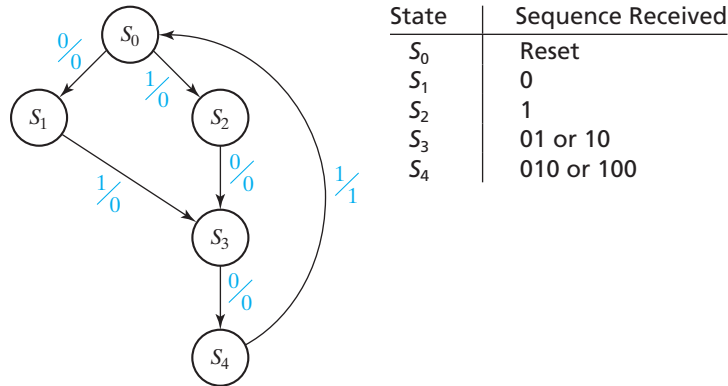 S0
0/0
1/0
S1
S2
1/0
0/0
S3
0/0
S4
1/1
State Sequence Received
S0 Reset
S1 0
S2 1
S3 01 or 10
S4 010 or 100